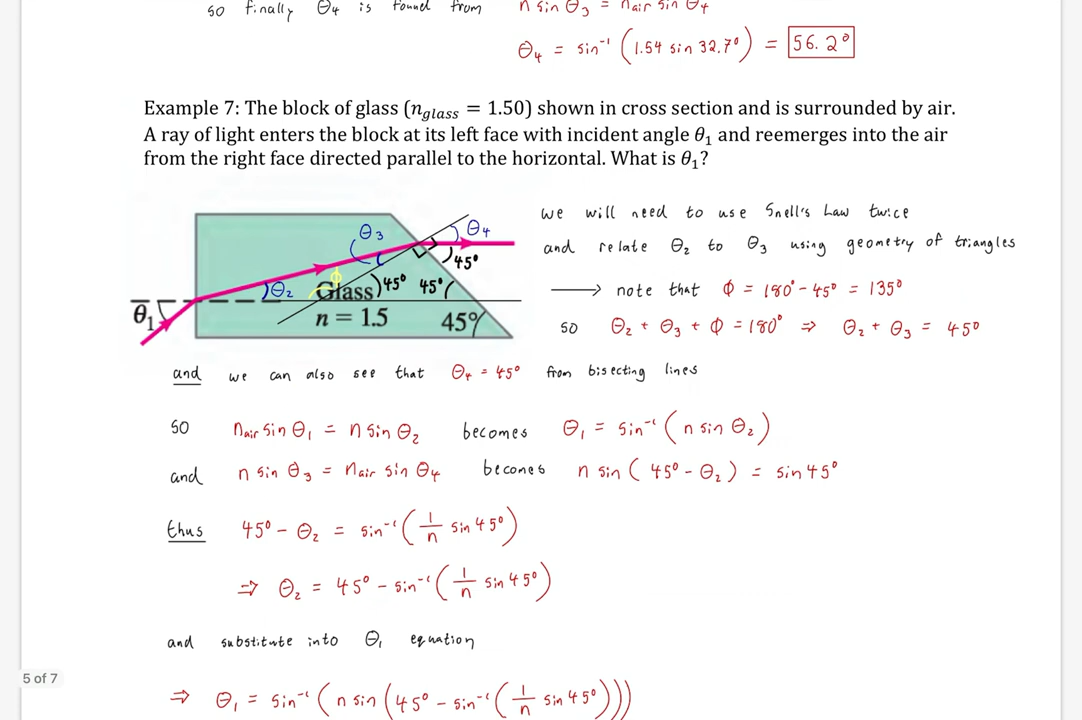 so finally θ₄ is found from n sin θ₃ = nair sin θ₄
θ₄ = sin⁻¹ (1.54 sin 32.7°) = 56.2°
Example 7: The block of glass (n_glass = 1.50) shown in cross section and is surrounded by air.
A ray of light enters the block at its left face with incident angle θ₁ and reemerges into the air
from the right face directed parallel to the horizontal. What is θ₁?
θ₃ θ₄
45°
ϕ
θ₂ Glass 45° 45°
θ₁ n = 1.5 45°
we will need to use Snell's Law twice
and relate θ₂ to θ₃ using geometry of triangles
→ note that ϕ = 180° - 45° = 135°
so θ₂ + θ₃ + ϕ = 180° ⇒ θ₂ + θ₃ = 45°
and we can also see that θ₄ = 45° from bisecting lines
so nair sin θ₁ = n sin θ₂ becomes θ₁ = sin⁻¹ (n sin θ₂)
and n sin θ₃ = nair sin θ₄ becomes n sin (45° - θ₂) = sin 45°
thus 45° - θ₂ = sin⁻¹ (1/n sin 45°)
⇒ θ₂ = 45° - sin⁻¹ (1/n sin 45°)
and substitute into θ₁ equation
5 of 7
⇒ θ₁ = sin⁻¹ (n sin (45° - sin⁻¹ (1/n sin 45°)))